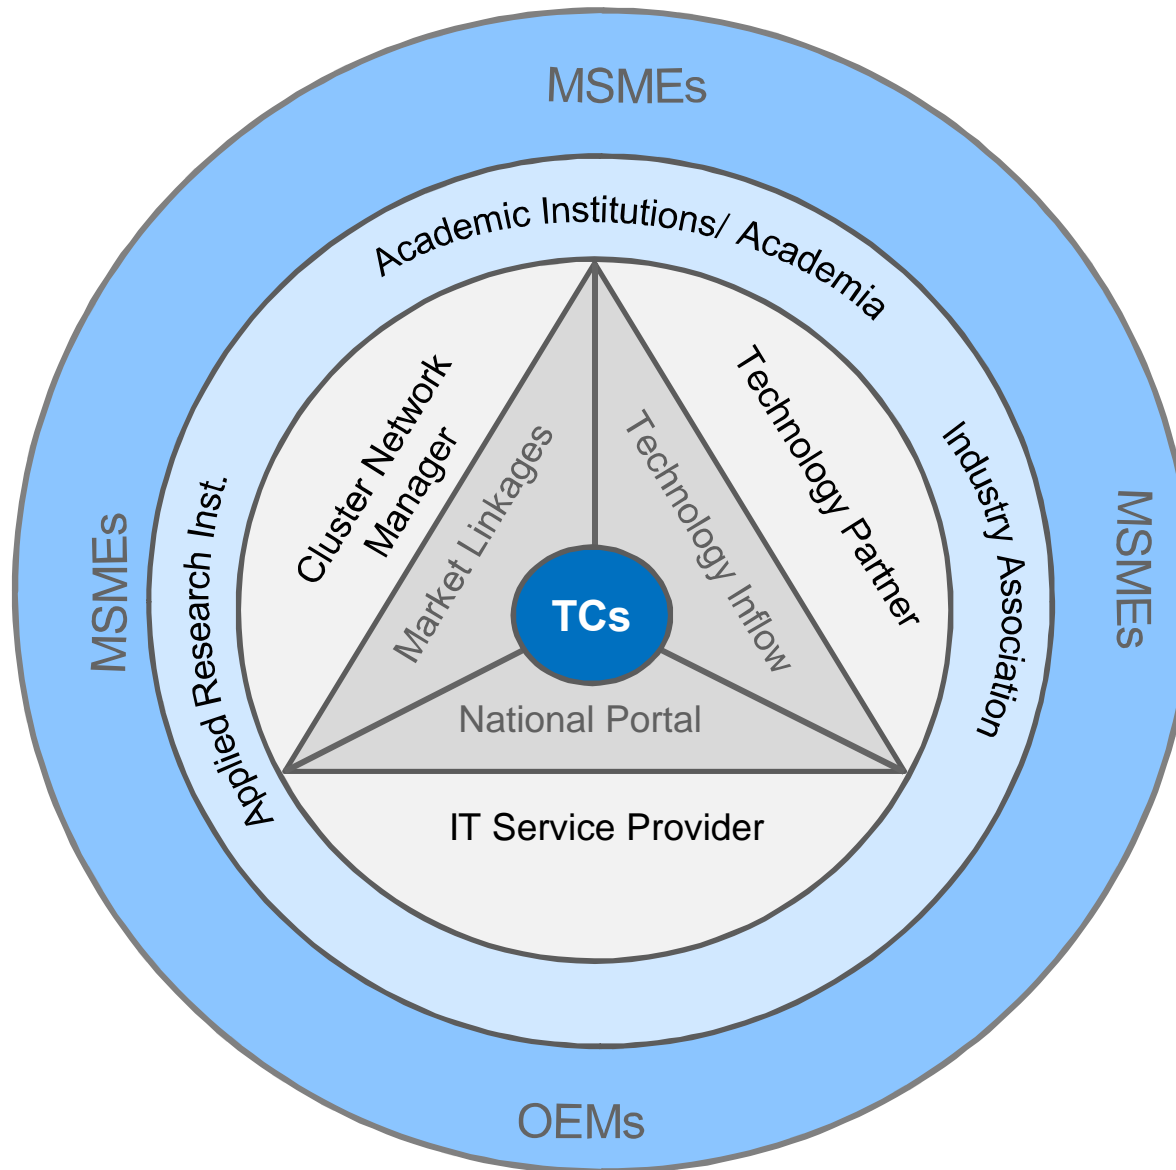 MSMEs
Academic Institutions/ Academia
Cluster Network
Manager
Technology Partner
Market Linkages
Technology Inflow
Industry Association
Applied Research Inst.
MSMEs
MSMEs
TCs
National Portal
IT Service Provider
OEMs